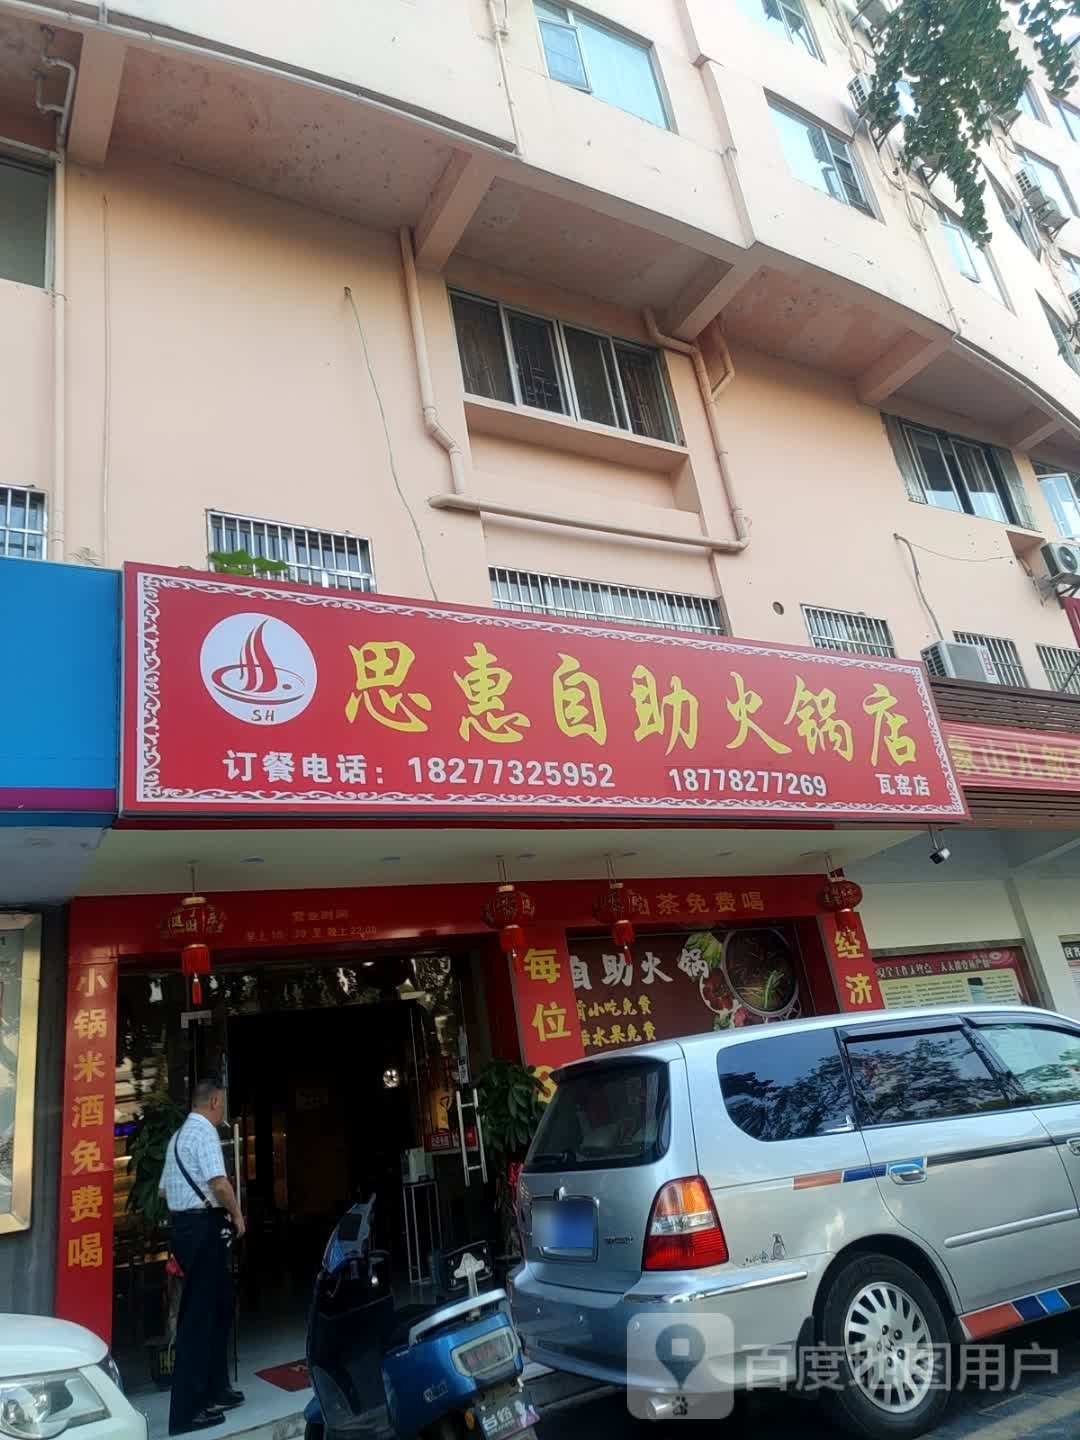 思惠自助火锅店
SH
订餐电话：18277325952 18778277269 瓦窑店
营业时间
茶免费喝
小锅米酒免费喝
每位
经济
自助火锅
小吃免费
水果免费
百度地图用户